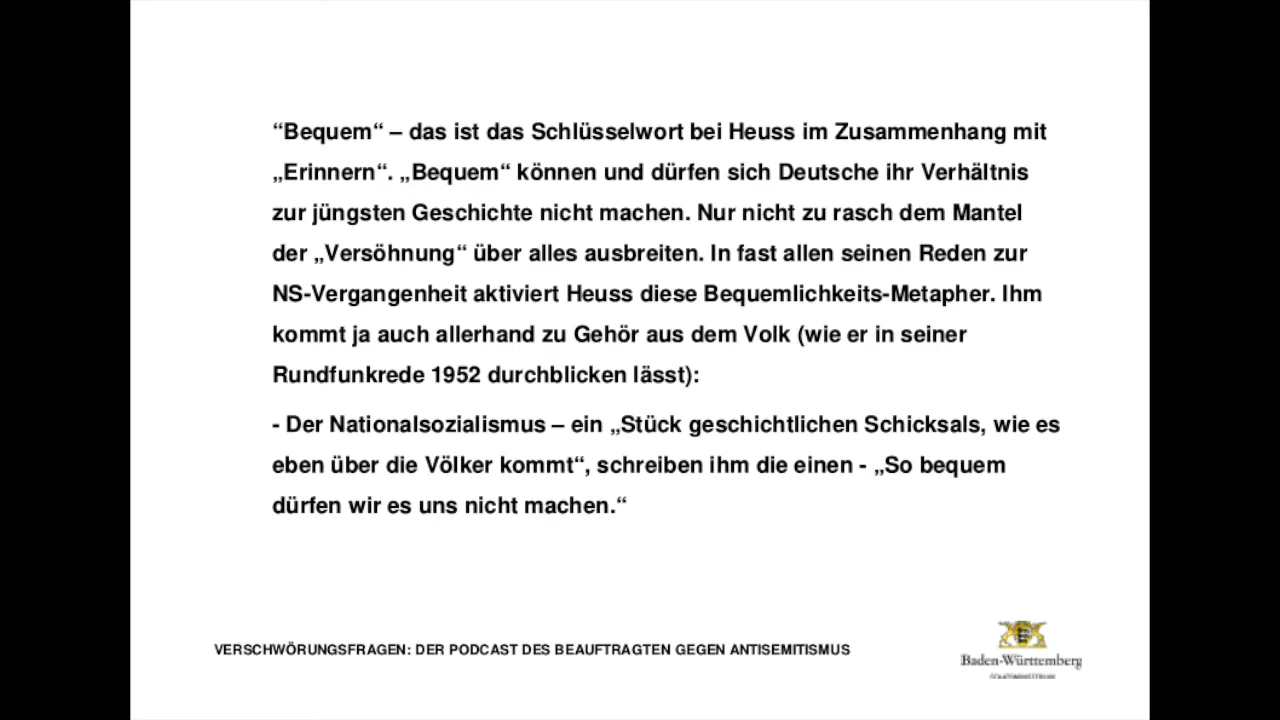 “Bequem“ – das ist das Schlüsselwort bei Heuss im Zusammenhang mit
„Erinnern“. „Bequem“ können und dürfen sich Deutsche ihr Verhältnis
zur jüngsten Geschichte nicht machen. Nur nicht zu rasch dem Mantel
der „Versöhnung“ über alles ausbreiten. In fast allen seinen Reden zur
NS-Vergangenheit aktiviert Heuss diese Bequemlichkeits-Metapher. Ihm
kommt ja auch allerhand zu Gehör aus dem Volk (wie er in seiner
Rundfunkrede 1952 durchblicken lässt):
- Der Nationalsozialismus – ein „Stück geschichtlichen Schicksals, wie es
eben über die Völker kommt“, schreiben ihm die einen - „So bequem
dürfen wir es uns nicht machen.“
VERSCHWÖRUNGSFRAGEN: DER PODCAST DES BEAUFTRAGTEN GEGEN ANTISEMITISMUS
Baden-Württemberg